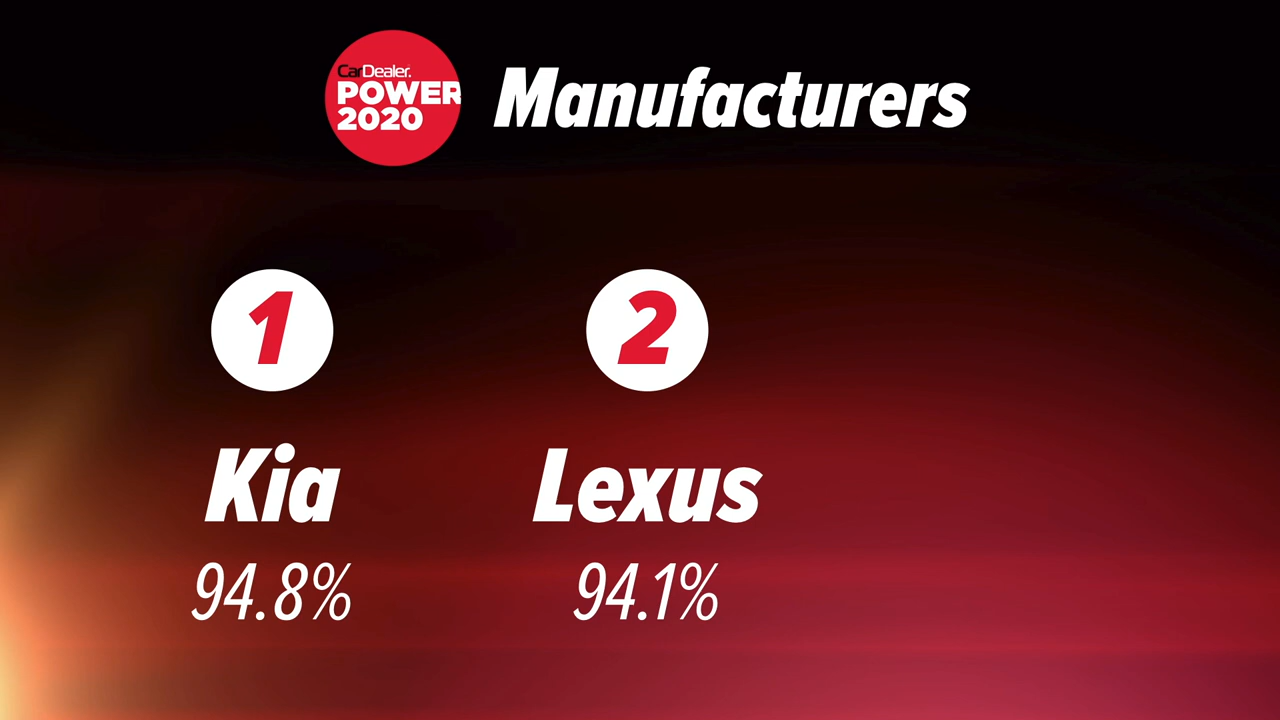 CarDealer.
POWER
2020
Manufacturers
1
2
Kia
Lexus
94.8%
94.1%